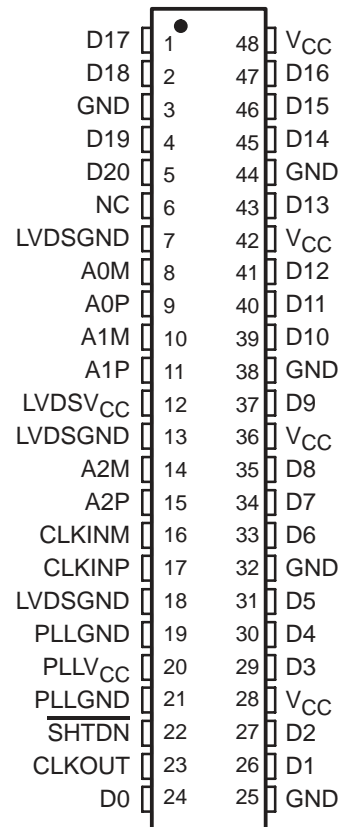 D17 1 48 VCC
D18 2 47 D16
GND 3 46 D15
D19 4 45 D14
D20 5 44 GND
NC 6 43 D13
LVDSGND 7 42 VCC
A0M 8 41 D12
A0P 9 40 D11
A1M 10 39 D10
A1P 11 38 GND
LVDSVCC 12 37 D9
LVDSGND 13 36 VCC
A2M 14 35 D8
A2P 15 34 D7
CLKINM 16 33 D6
CLKINP 17 32 GND
LVDSGND 18 31 D5
PLLGND 19 30 D4
PLLVCC 20 29 D3
PLLGND 21 28 VCC
SHTDN 22 27 D2
CLKOUT 23 26 D1
D0 24 25 GND